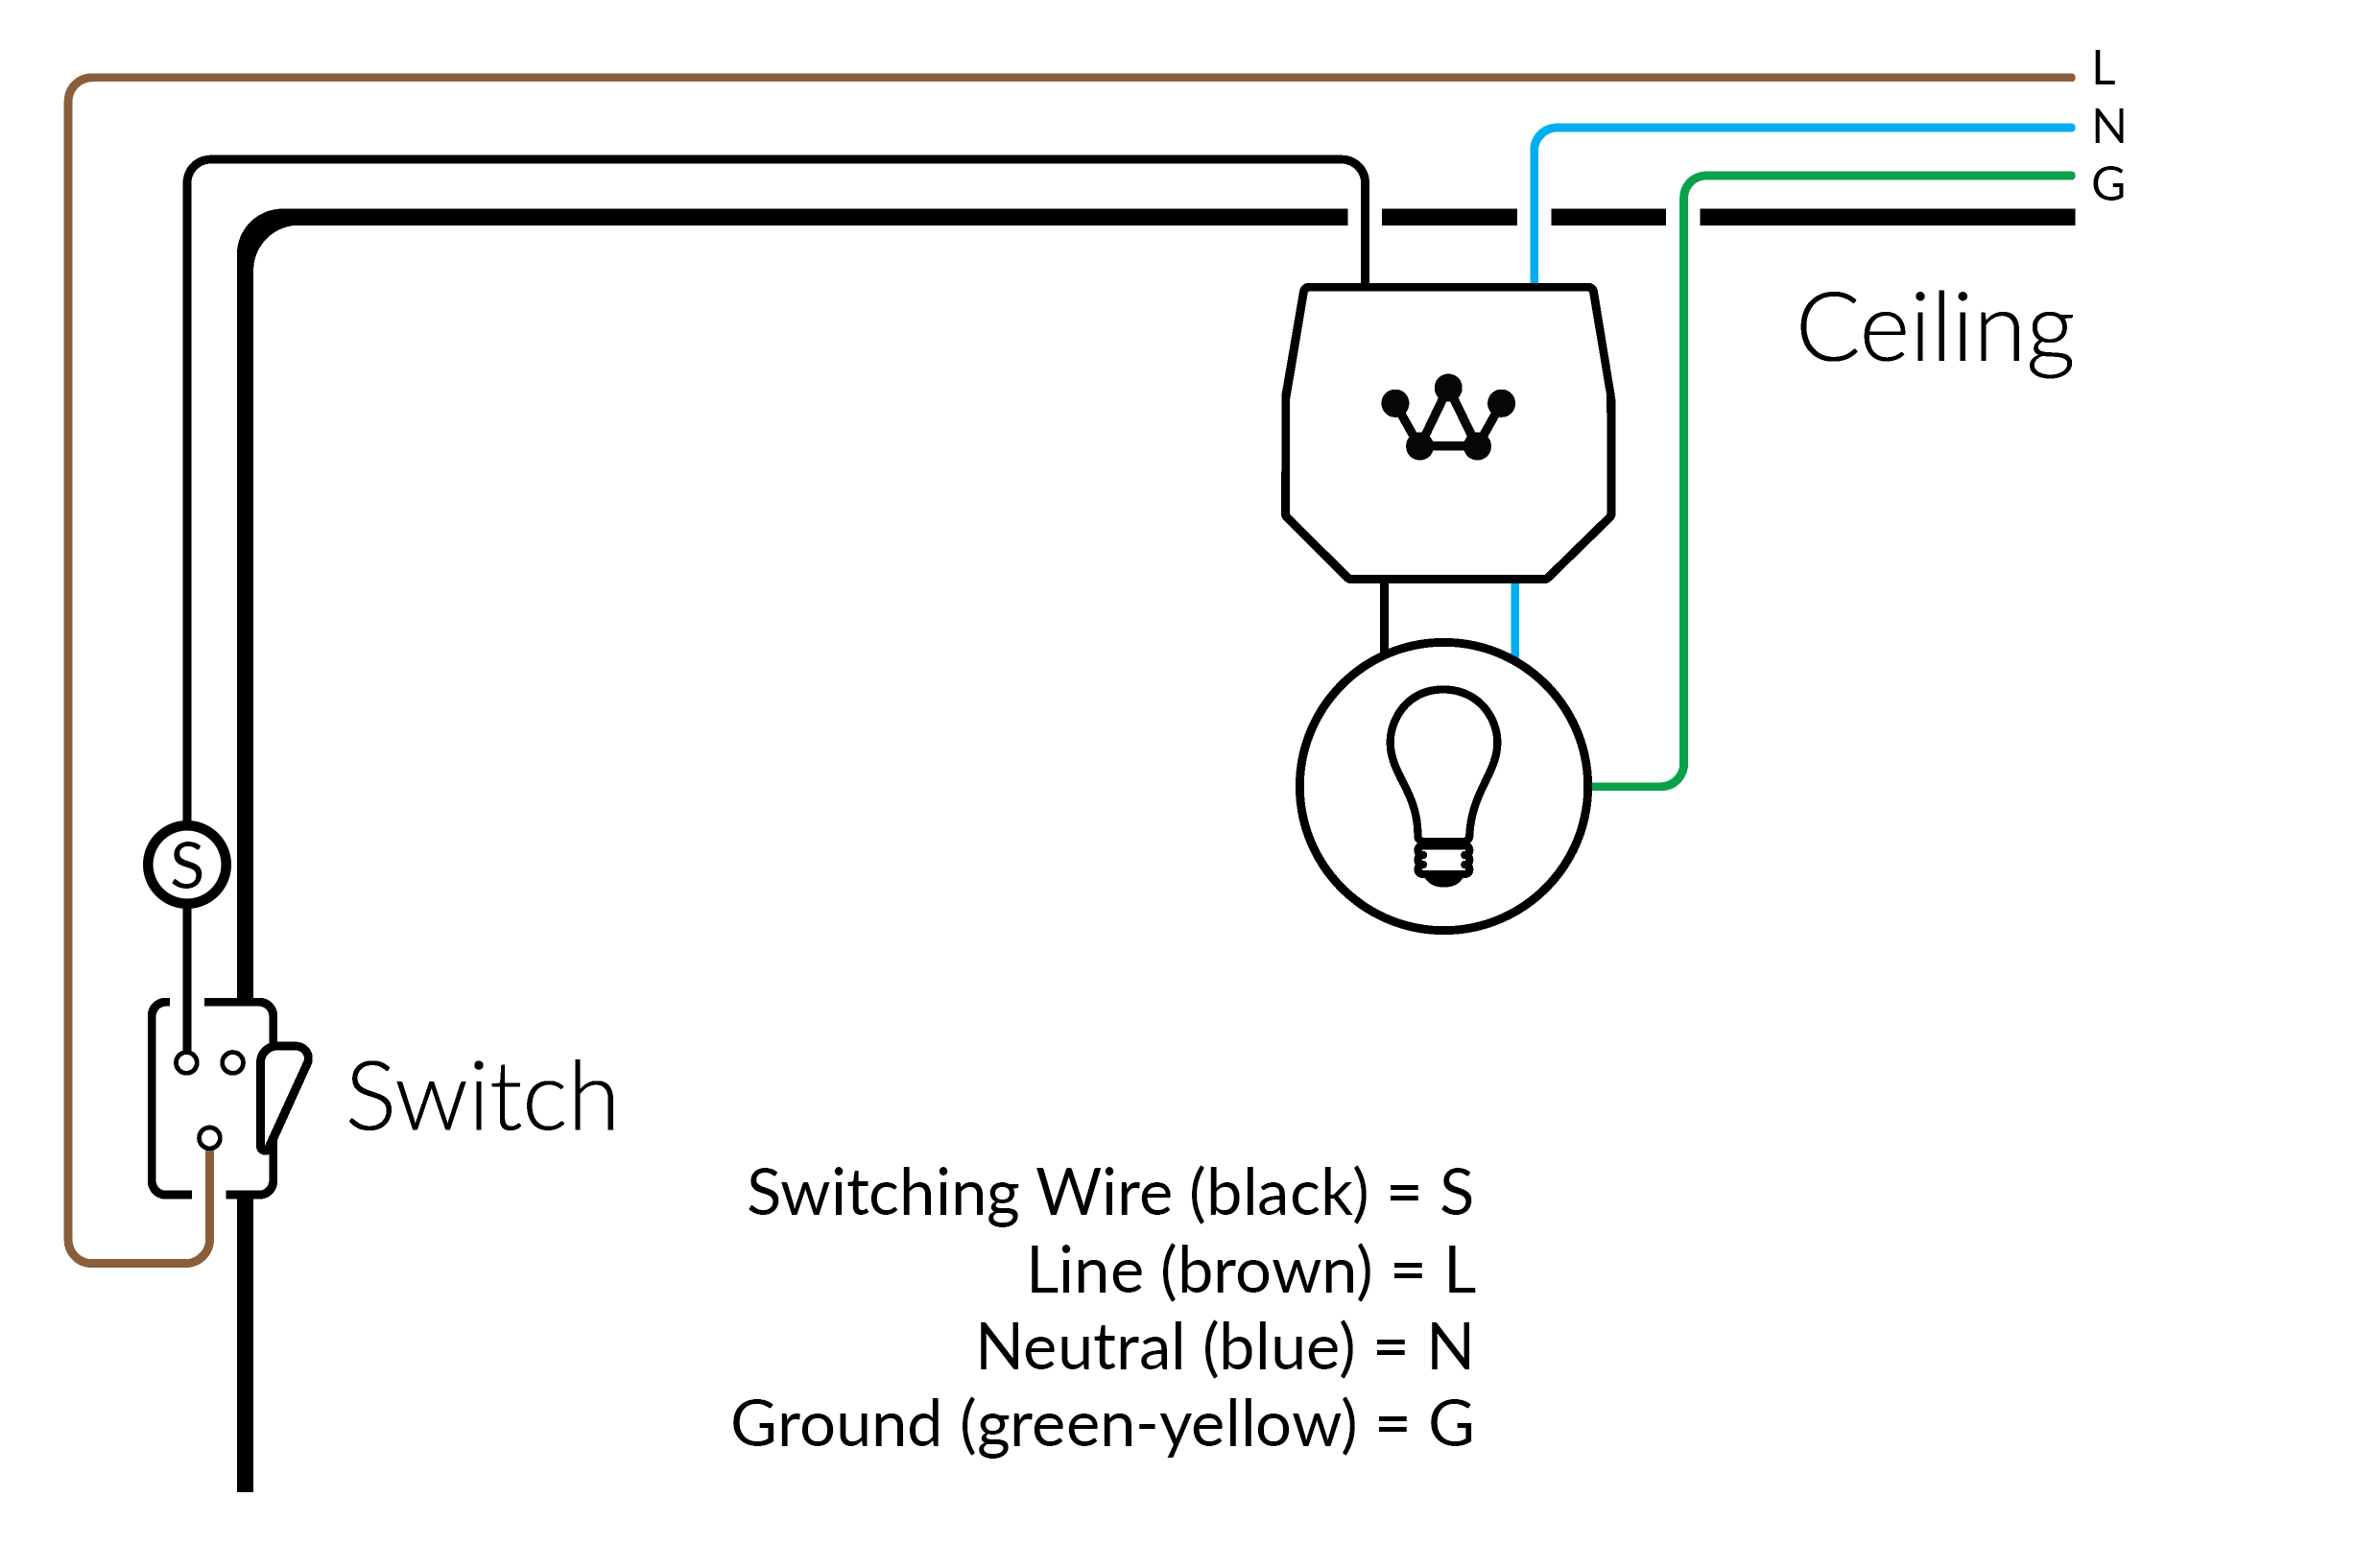 L
N
G
Ceiling
S
Switch
Switching Wire (black) = S
Line (brown) = L
Neutral (blue) = N
Ground (green-yellow) = G